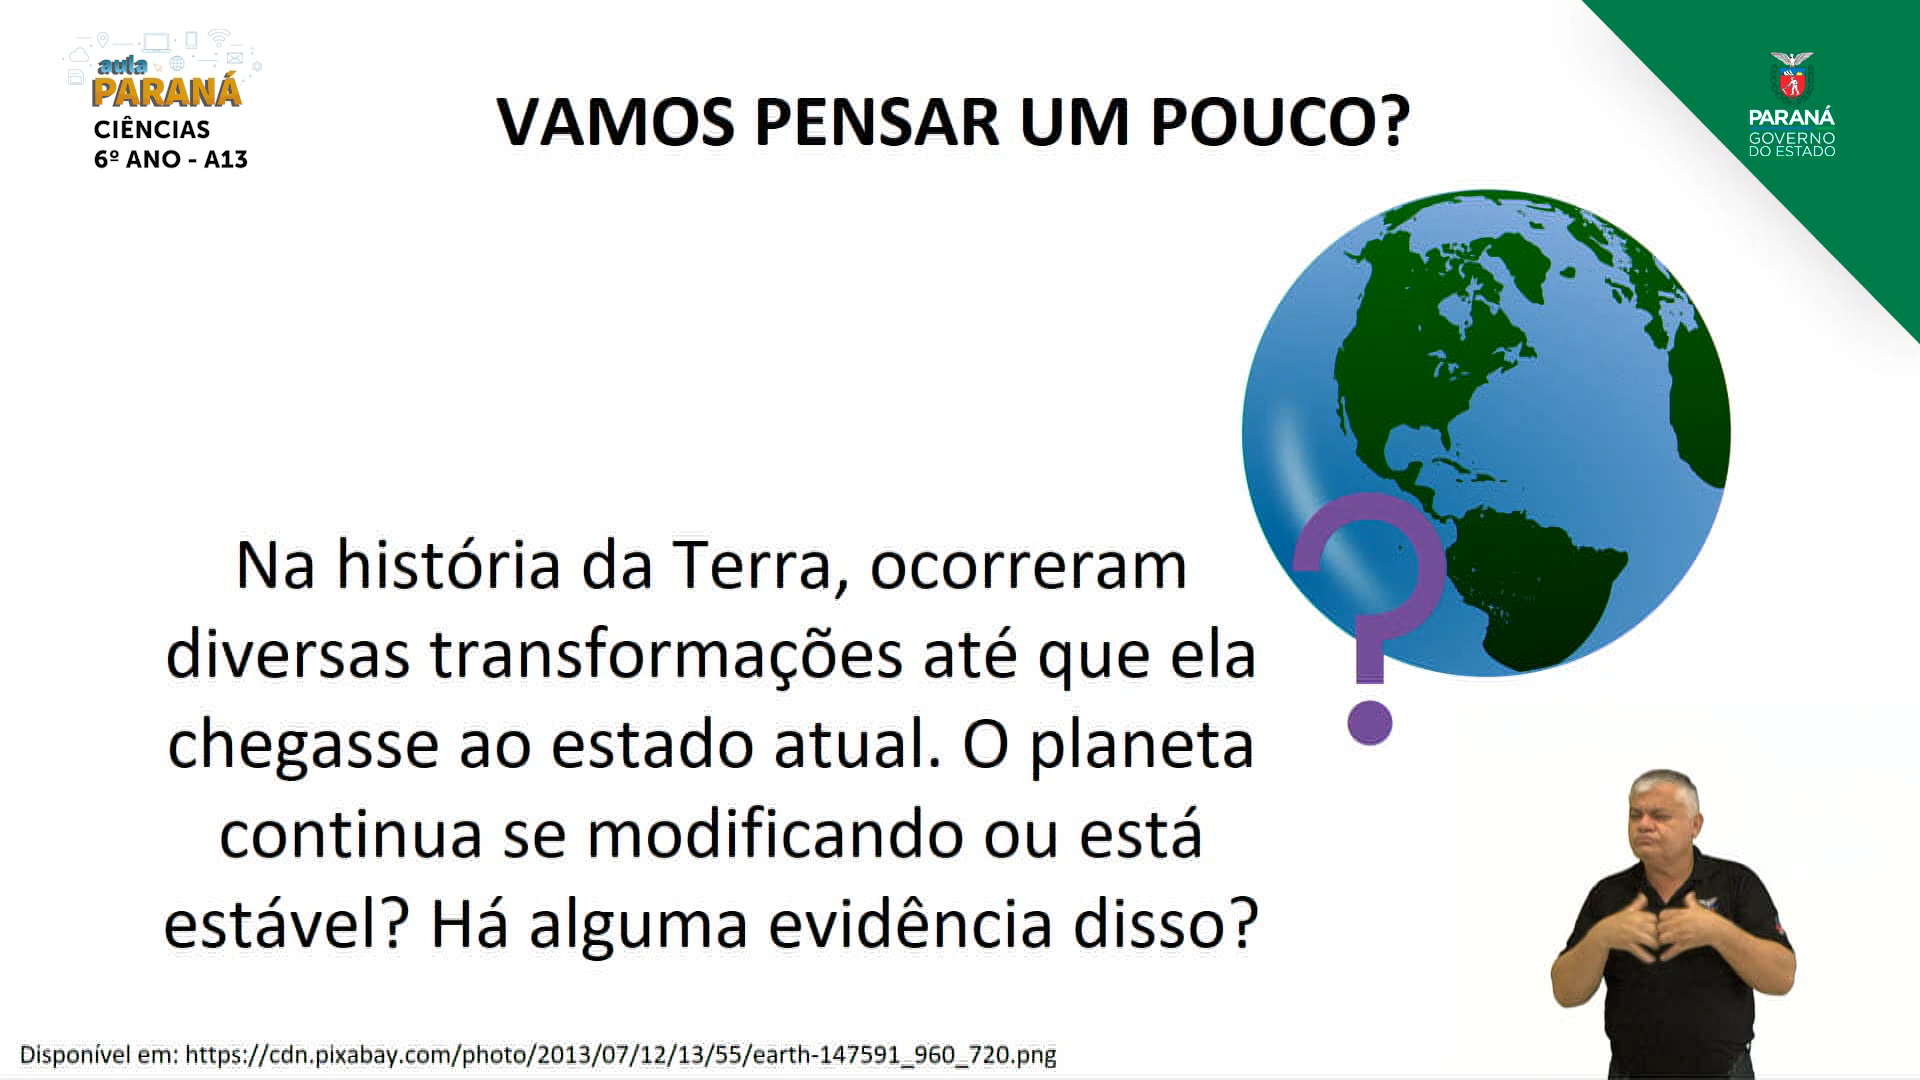 aula
PARANÁ
CIÊNCIAS
6º ANO - A13
VAMOS PENSAR UM POUCO?
PARANÁ
GOVERNO
DO ESTADO
Na história da Terra, ocorreram
diversas transformações até que ela
chegasse ao estado atual. O planeta
continua se modificando ou está
estável? Há alguma evidência disso?
?
Disponível em: https://cdn.pixabay.com/photo/2013/07/12/13/55/earth-147591_960_720.png